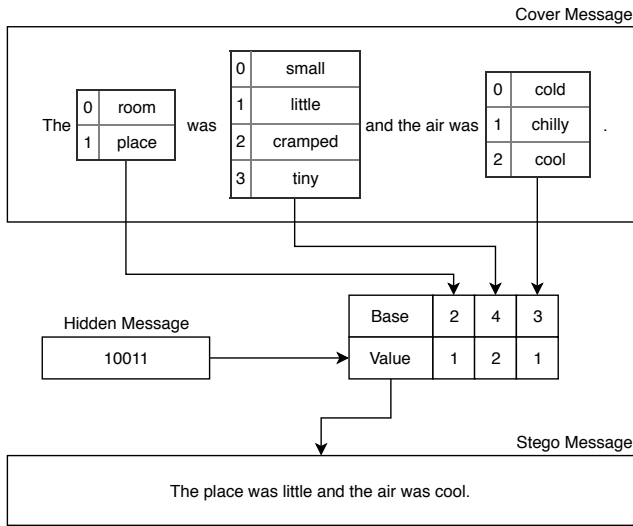 Cover Message
The
0 room
1 place
was
0 small
1 little
2 cramped
3 tiny
and the air was
0 cold
1 chilly
2 cool
.
Hidden Message
10011
Base 2 4 3
Value 1 2 1
Stego Message
The place was little and the air was cool.